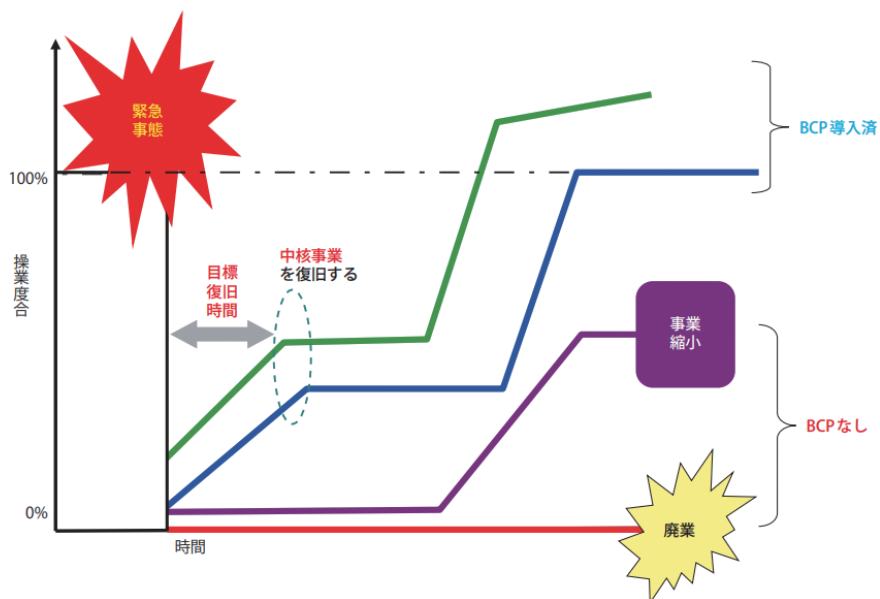 緊急
事態
BCP導入済
100%
操業度合
目標
復旧
時間
中核事業
を復旧する
事業
縮小
BCPなし
0%
廃業
時間